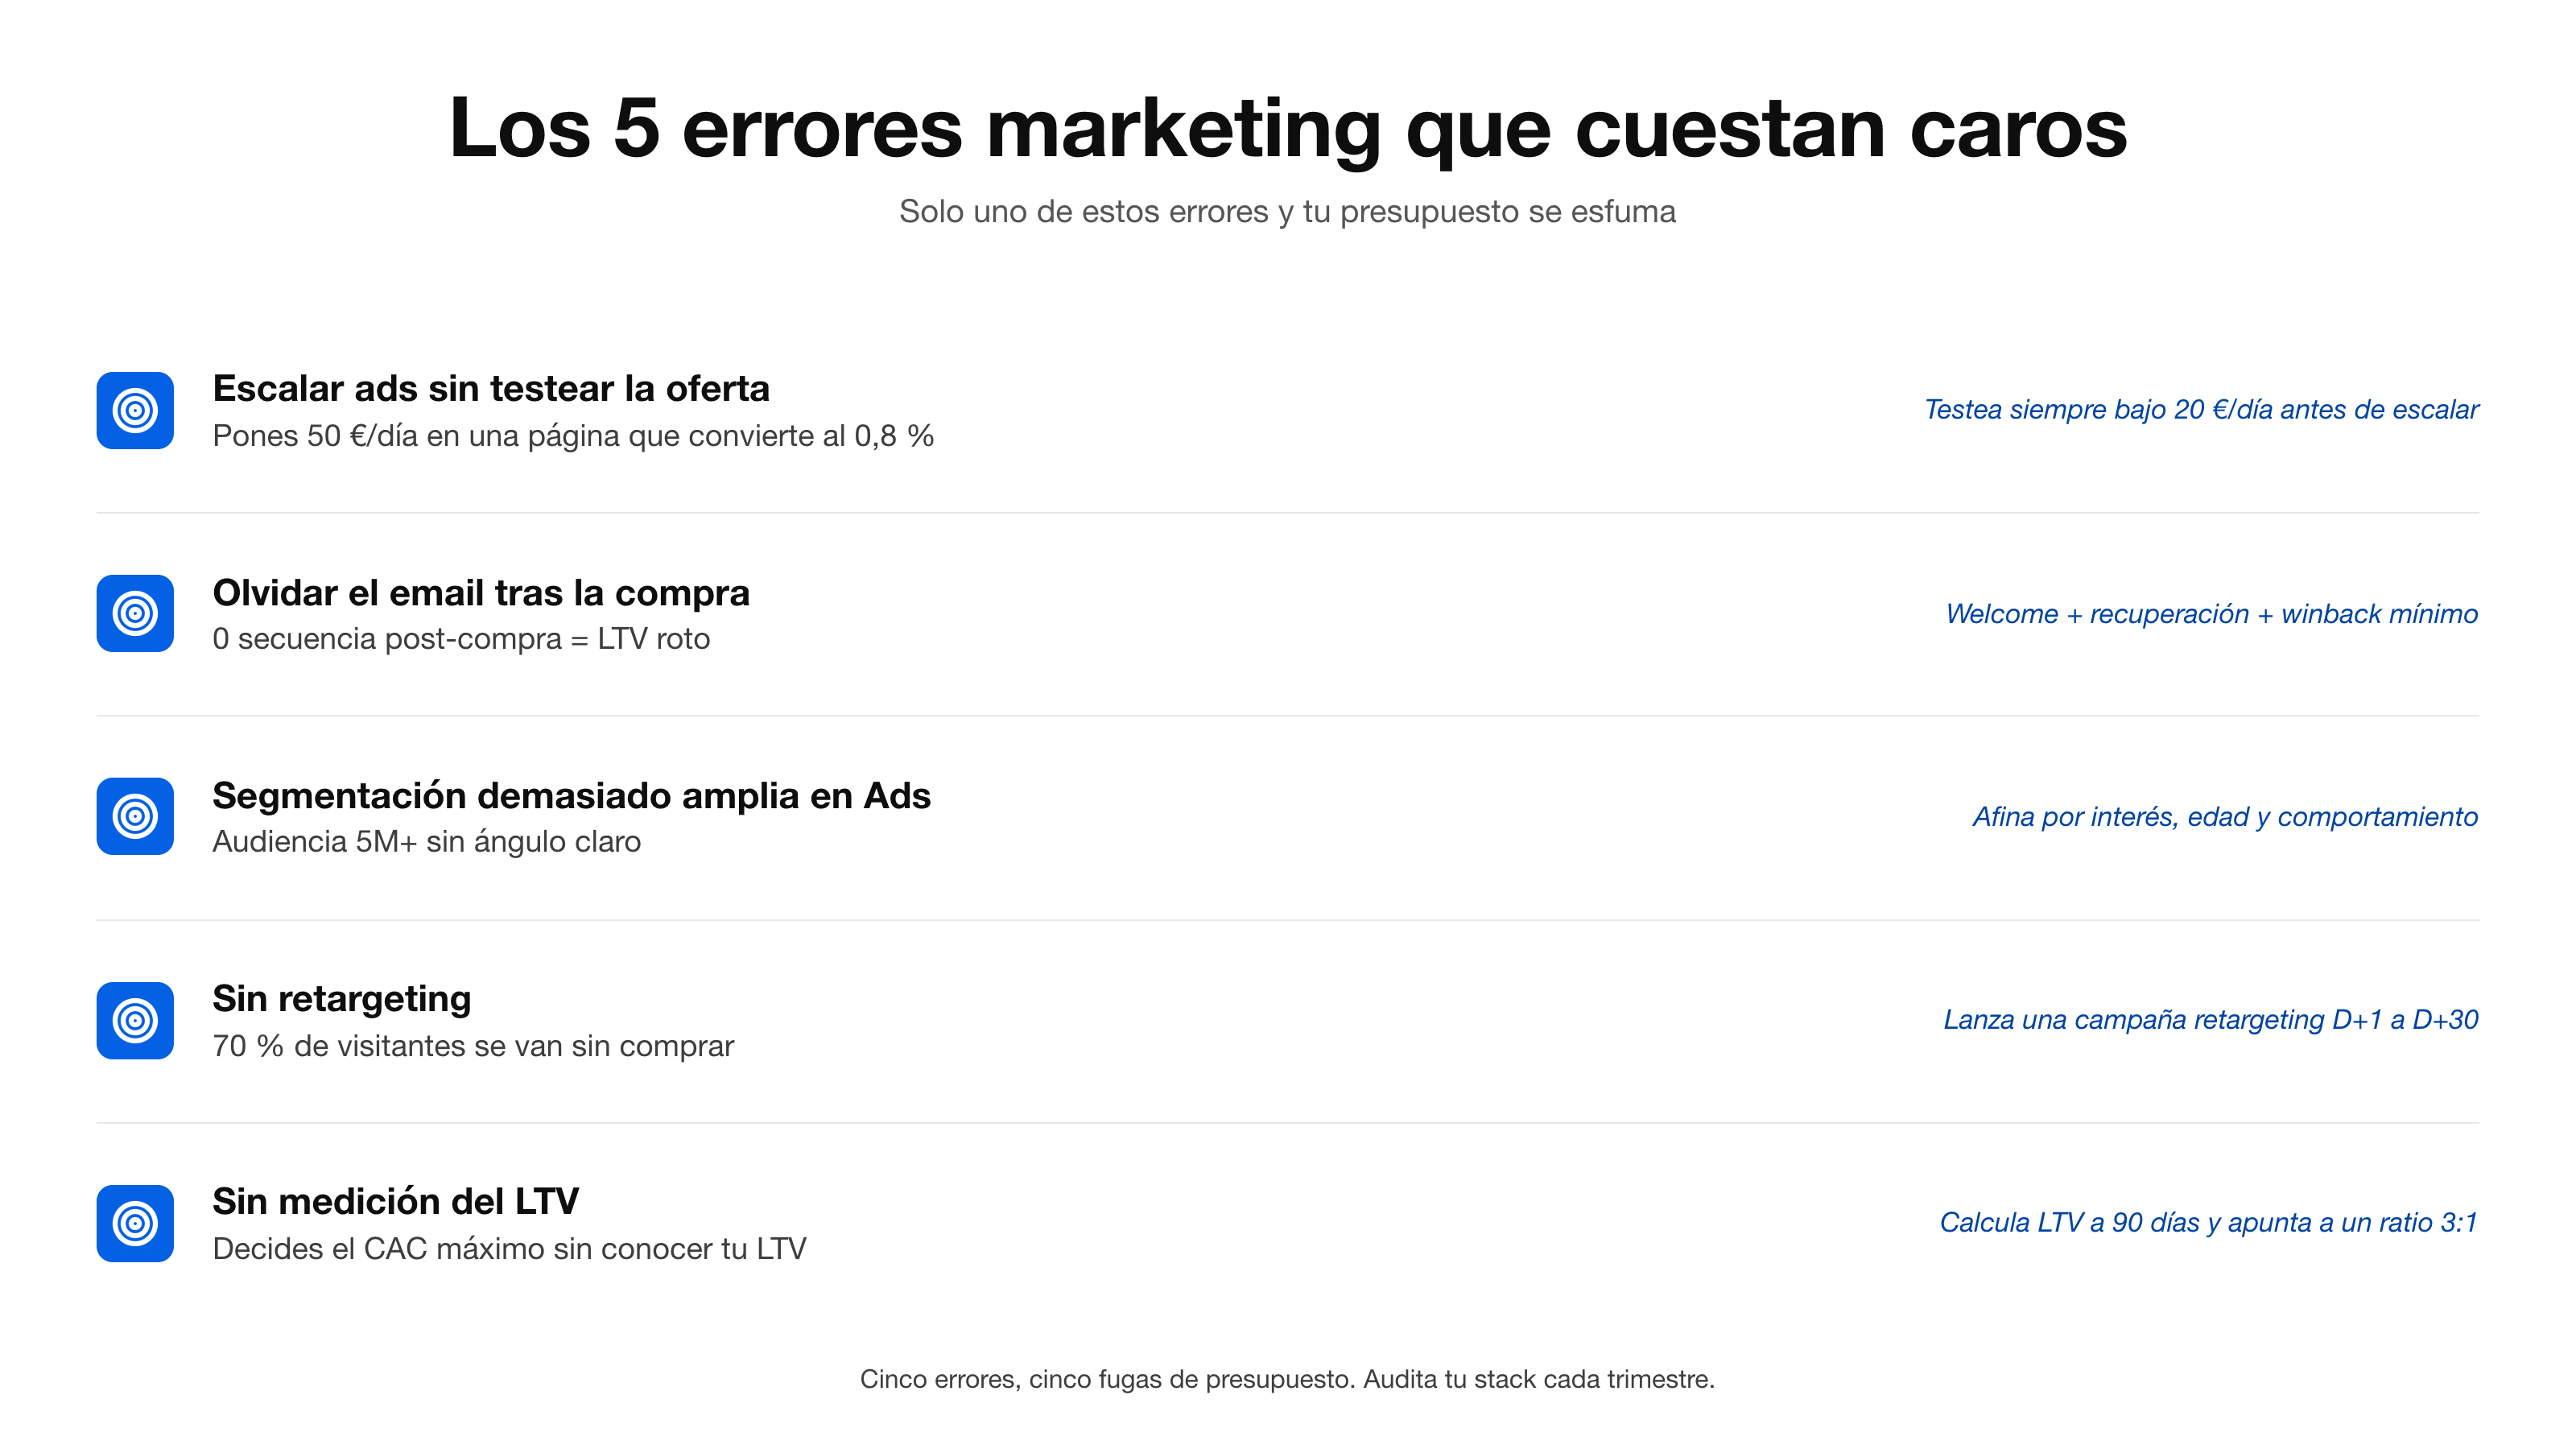 Los 5 errores marketing que cuestan caros
Solo uno de estos errores y tu presupuesto se esfuma
Escalar ads sin testear la oferta
Pones 50 €/día en una página que convierte al 0,8 %
Testea siempre bajo 20 €/día antes de escalar
Olvidar el email tras la compra
0 secuencia post-compra = LTV roto
Welcome + recuperación + winback mínimo
Segmentación demasiado amplia en Ads
Audiencia 5M+ sin ángulo claro
Afina por interés, edad y comportamiento
Sin retargeting
70 % de visitantes se van sin comprar
Lanza una campaña retargeting D+1 a D+30
Sin medición del LTV
Decides el CAC máximo sin conocer tu LTV
Calcula LTV a 90 días y apunta a un ratio 3:1
Cinco errores, cinco fugas de presupuesto. Audita tu stack cada trimestre.